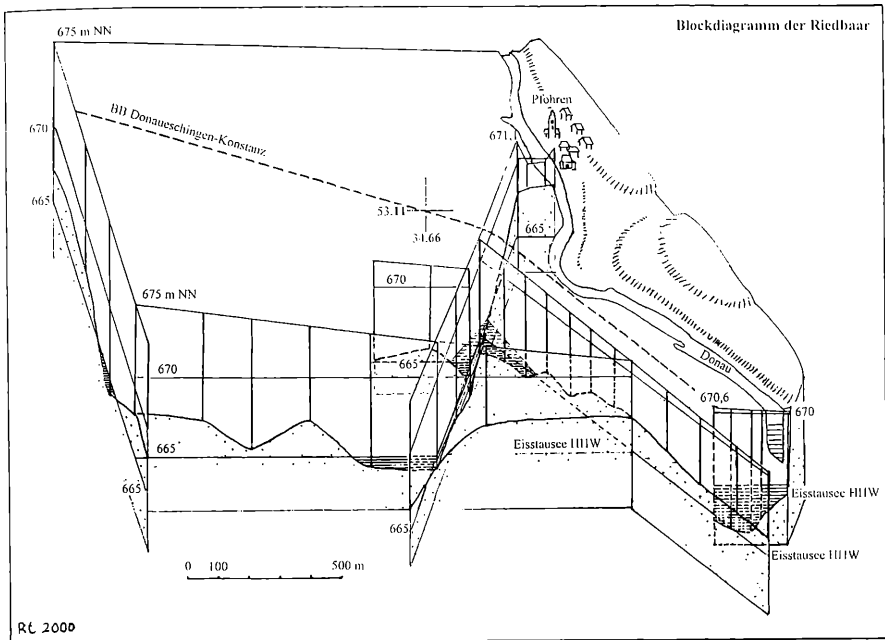 Blockdiagramm der Riedbaar
675 m NN
BB Donaueschingen-Konstanz
Pfohren
670
671,1
665
53.11
34.66
665
675 m NN
670
665
670
Donau
670,6
670
665
Eisstausee HHW
665
Eisstausee HHW
665
Eisstausee HHW
0 100 500 m
Rt 2000